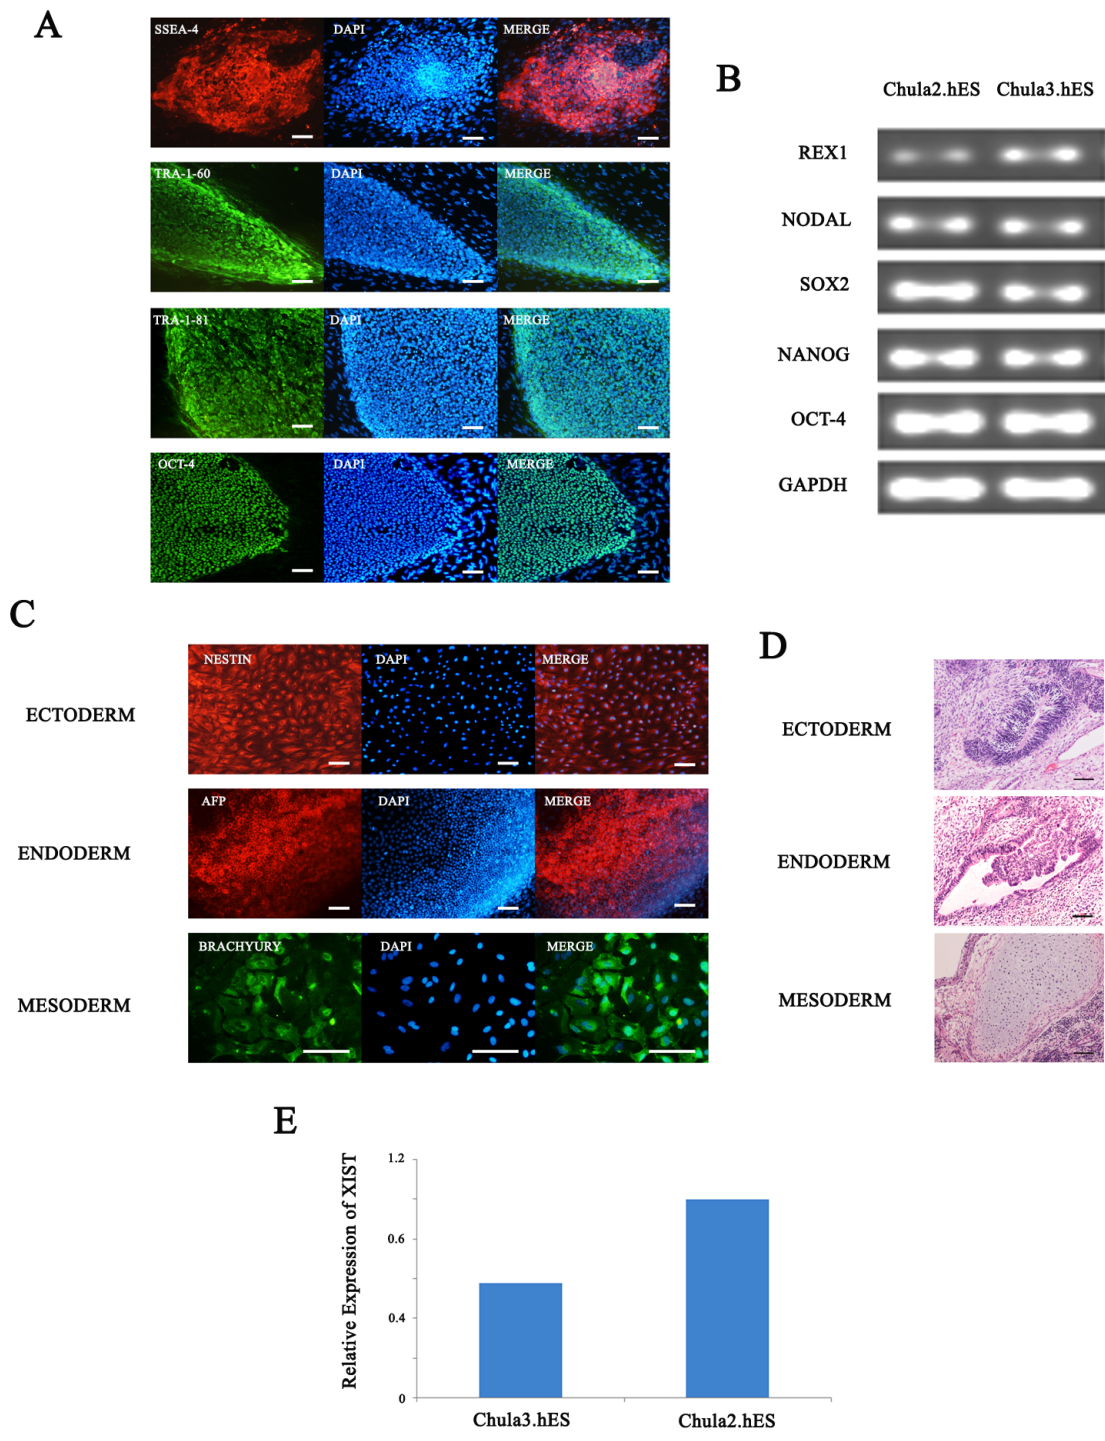 A
SSEA-4 DAPI MERGE
TRA-1-60 DAPI MERGE
TRA-1-81 DAPI MERGE
OCT-4 DAPI MERGE
B
Chula2.hES Chula3.hES
REX1
NODAL
SOX2
NANOG
OCT-4
GAPDH
C
NESTIN DAPI MERGE
ECTODERM
AFP DAPI MERGE
ENDODERM
BRACHYURY DAPI MERGE
MESODERM
D
ECTODERM
ENDODERM
MESODERM
E
Relative Expression of XIST
1.2
0.6
0.4
0
Chula3.hES Chula2.hES